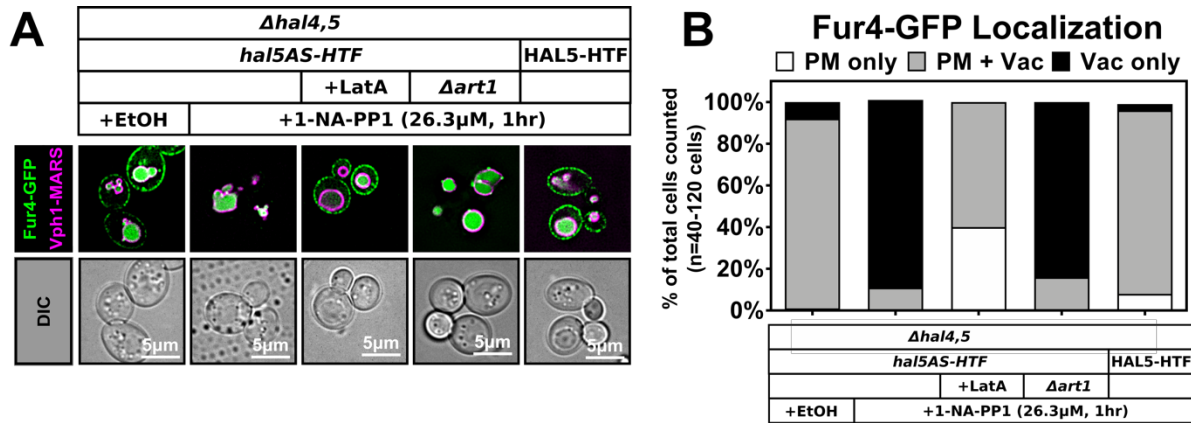 A
Δhal4,5
hal5AS-HTF
HAL5-HTF
+LatA
Δart1
+EtOH
+1-NA-PP1 (26.3µM, 1hr)
Fur4-GFP
Vph1-MARS
DIC
5µm
5µm
5µm
5µm
5µm
B
Fur4-GFP Localization
PM only
PM + Vac
Vac only
% of total cells counted
(n=40-120 cells)
100%
80%
60%
40%
20%
0%
Δhal4,5
hal5AS-HTF
HAL5-HTF
+LatA
Δart1
+EtOH
+1-NA-PP1 (26.3µM, 1hr)